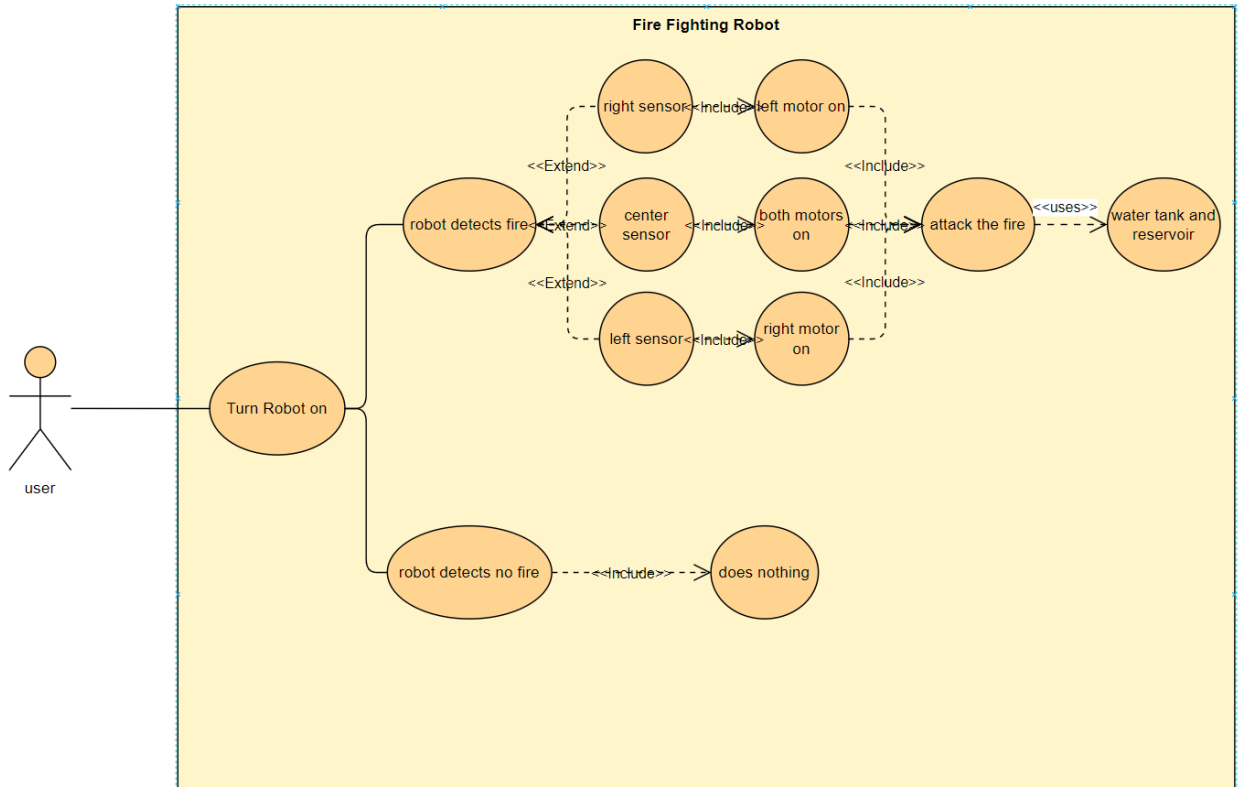 Fire Fighting Robot
right sensor
<<Include>>
left motor on
<<Extend>>
<<Include>>
robot detects fire
<<Extend>>
center
sensor
<<Include>>
both motors
on
<<Include>>
attack the fire
<<uses>>
water tank and
reservoir
<<Extend>>
<<Include>>
left sensor
<<Include>>
right motor
on
Turn Robot on
user
robot detects no fire
<<Include>>
does nothing